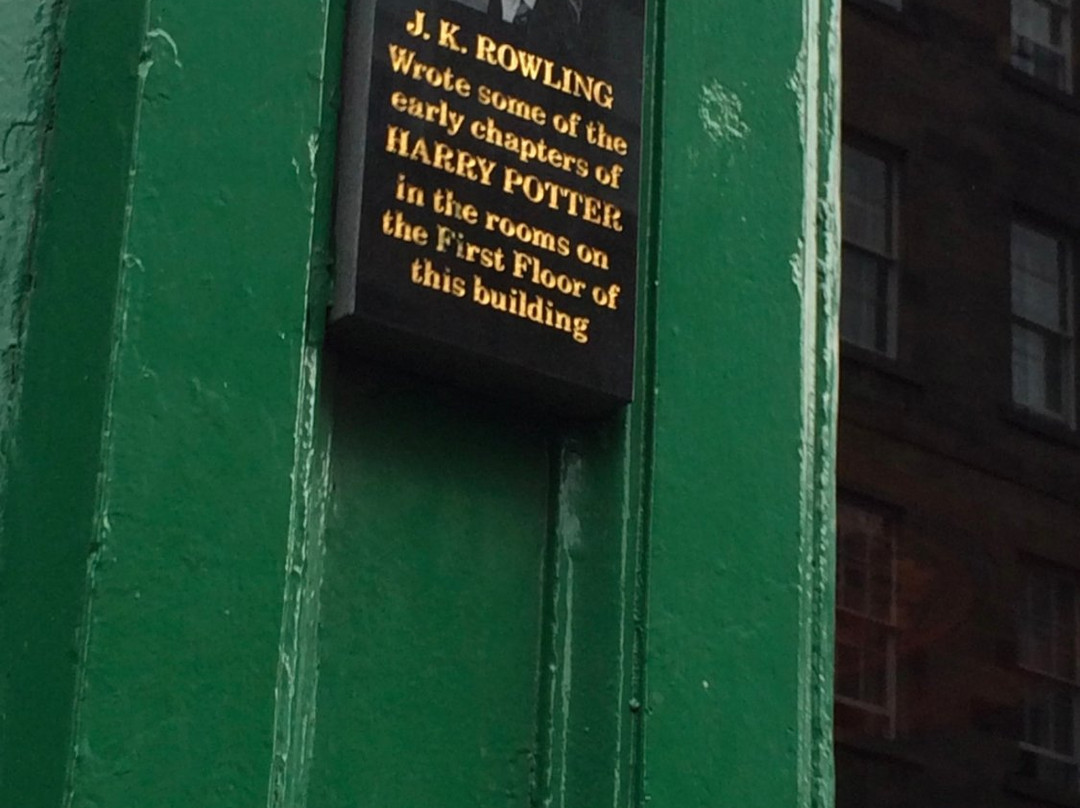 J. K. ROWLING
Wrote some of the
early chapters of
HARRY POTTER
in the rooms on
the First Floor of
this building